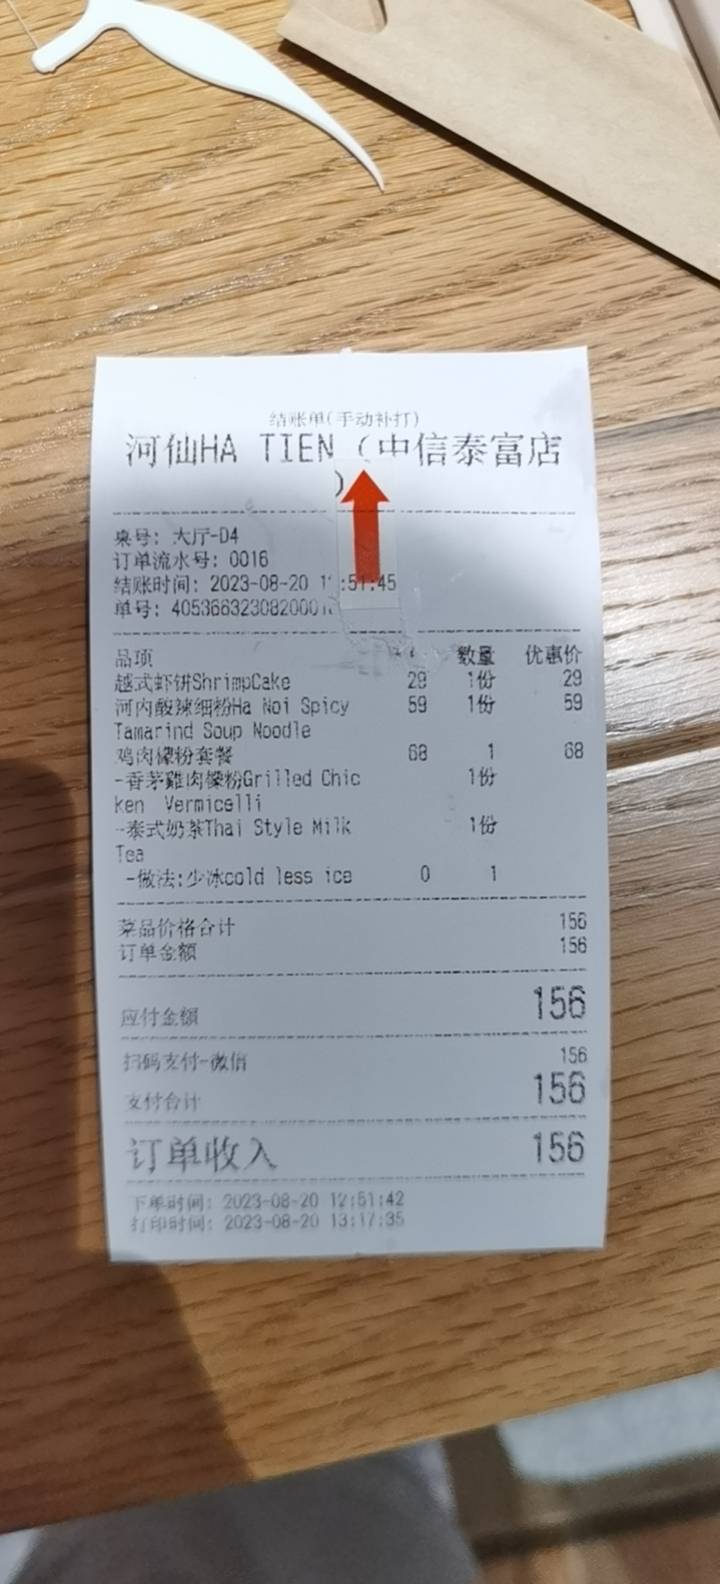 结账单(手动补打)
河仙HA TIEN (中信泰富店
)
桌号: 大厅-D4
订单流水号: 0016
结账时间: 2023-08-20 :51:45
单号:
品项 数量 优惠价
越式虾饼ShrimpCake 29 1份 29
河内酸辣细粉Ha Noi Spicy 59 1份 59
Tamarind Soup Noodle
鸡肉檬粉套餐 68 1 68
-香茅雞肉檬粉Grilled Chic 1份
ken Vermicelli
-泰式奶茶Thai Style Milk 1份
Tea
-做法:少冰cold less ice 0 1
菜品价格合计 156
订单金额 156
应付金额 156
扫码支付-微信 156
支付合计 156
订单收入 156
下单时间: 2023-08-20 12:51:42
打印时间: 2023-08-20 13:17:35